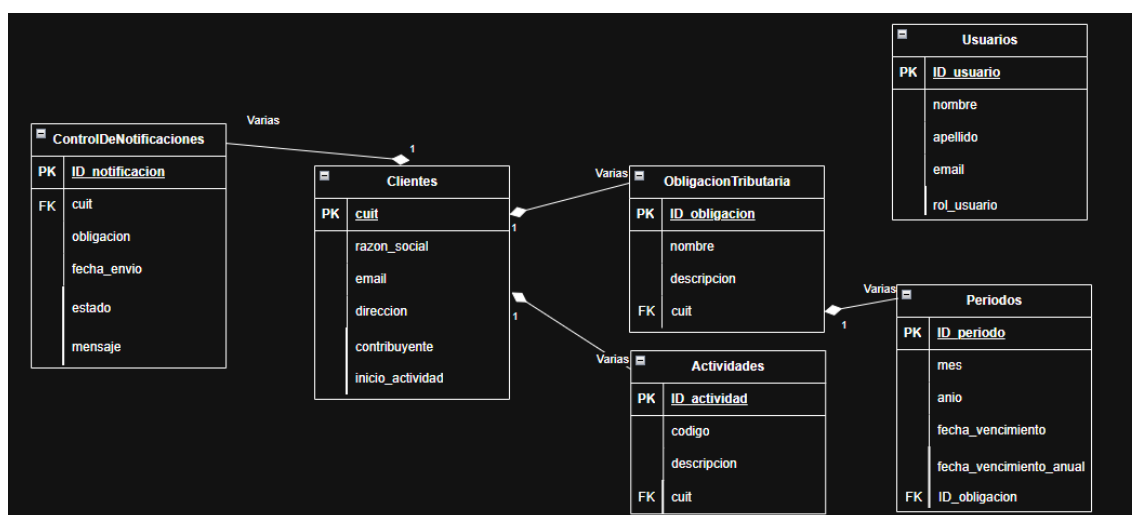 Usuarios
PK ID_usuario
nombre
apellido
email
rol_usuario
ControlDeNotificaciones
PK ID_notificacion
FK cuit
obligacion
fecha_envio
estado
mensaje
Varias
1
Clientes
PK cuit
razon_social
email
direccion
contribuyente
inicio_actividad
1
Varias
ObligacionTributaria
PK ID_obligacion
nombre
descripcion
FK cuit
1
Varias
Actividades
PK ID_actividad
codigo
descripcion
FK cuit
1
Varias
Periodos
PK ID_periodo
mes
anio
fecha_vencimiento
fecha_vencimiento_anual
FK ID_obligacion